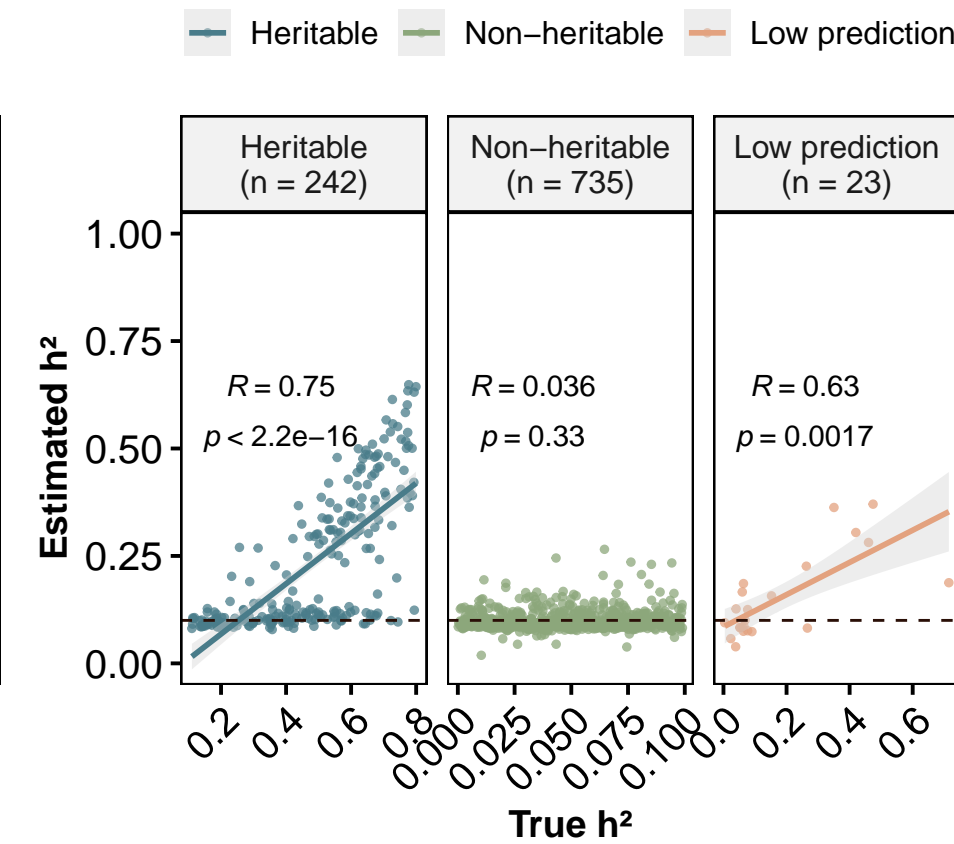 Heritable Non−heritable Low prediction
Heritable
(n = 242)
Non−heritable
(n = 735)
Low prediction
(n = 23)
1.00
0.75
0.50
0.25
0.00
Estimated h²
R = 0.75
p < 2.2e−16
R = 0.036
p = 0.33
R = 0.63
p = 0.0017
0.2 0.4 0.6 0.8
0.000 0.025 0.050 0.075 0.100
0.0 0.2 0.4 0.6
True h²